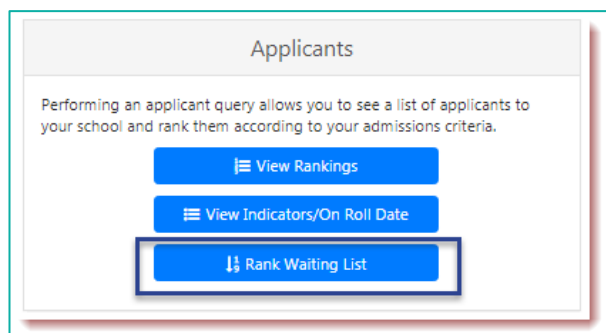 Applicants
Performing an applicant query allows you to see a list of applicants to
your school and rank them according to your admissions criteria.
View Rankings
View Indicators/On Roll Date
Rank Waiting List